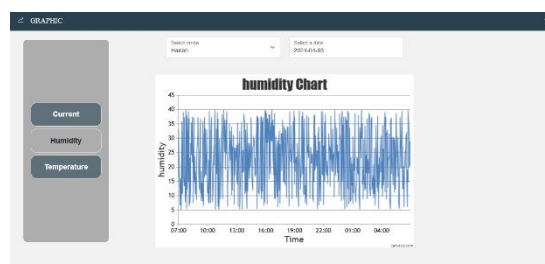 GRAPHIC
Select range
Harian
Select a date
Current
Humidity
Temperature
humidity Chart
humidity
45
40
35
30
25
20
15
10
5
0
07:00 10:00 13:00 16:00 19:00 22:00 01:00 04:00
Time